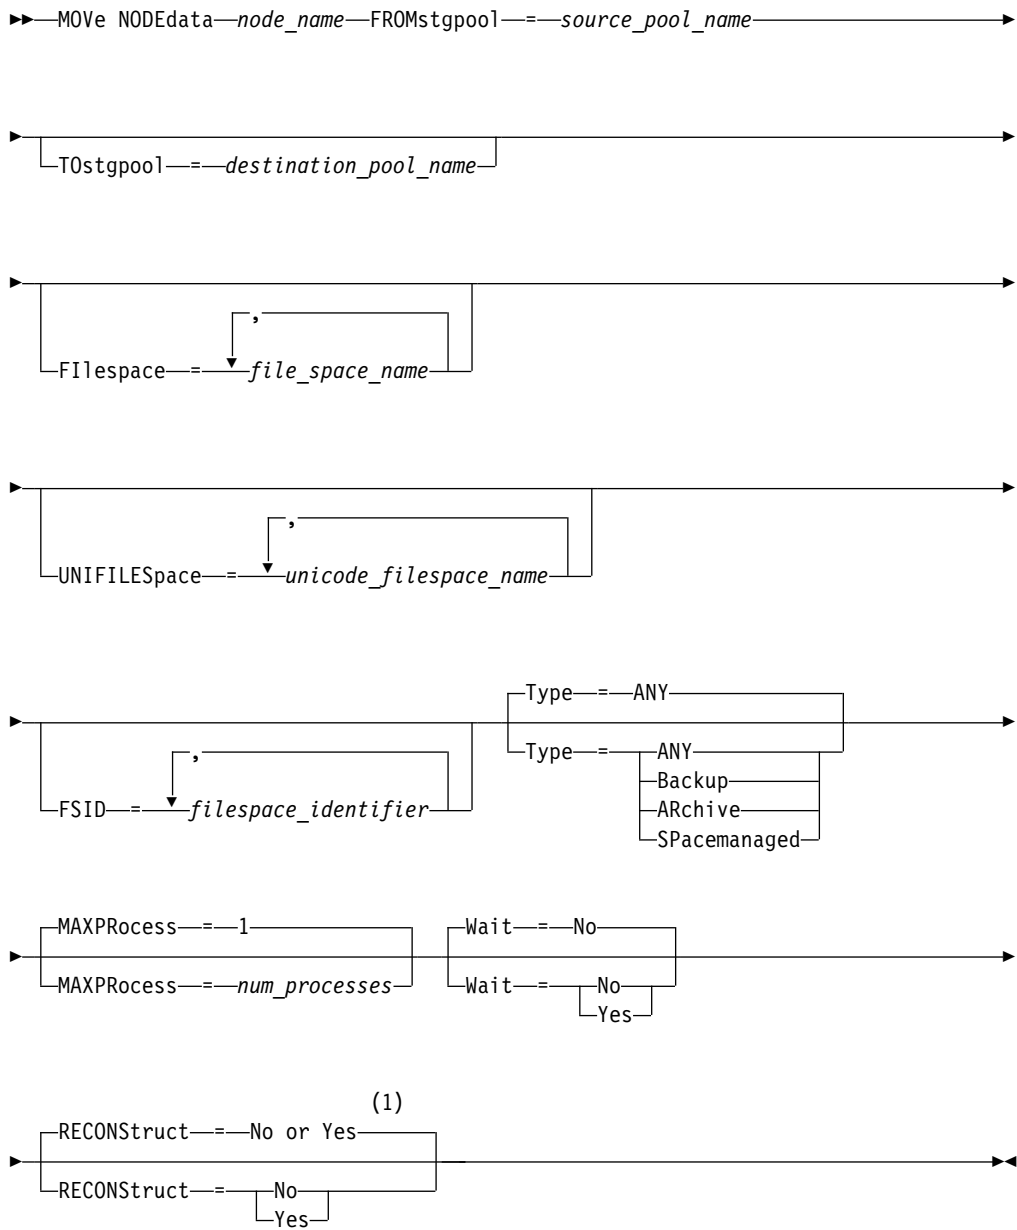 MOVe NODEdata node_name FROMstgpool = source_pool_name
TOstgpool = destination_pool_name
,
FIlespace = file_space_name
,
UNIFILESpace = unicode_filespace_name
Type = ANY
,
Type = ANY
FSID = filespace_identifier
Backup
ARchive
SPacemanaged
MAXPRocess = 1 Wait = No
MAXPRocess = num_processes Wait = No
Yes
(1)
RECONStruct = No or Yes
RECONStruct = No
Yes